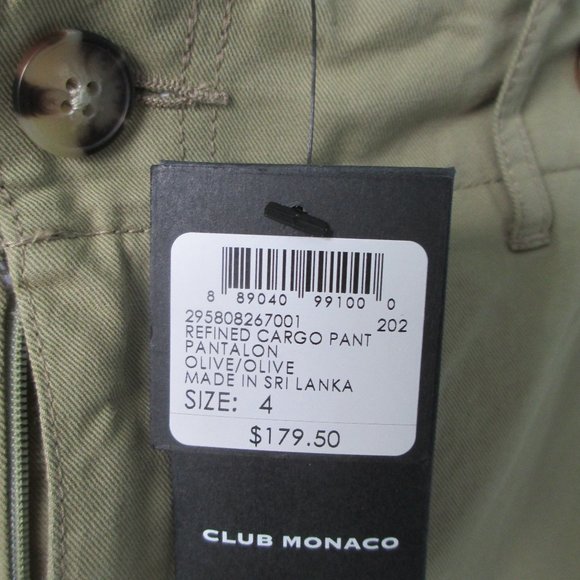 8 89040 99100 0
295808267001 202
REFINED CARGO PANT
PANTALON
OLIVE/OLIVE
MADE IN SRI LANKA
SIZE: 4
$179.50
CLUB MONACO